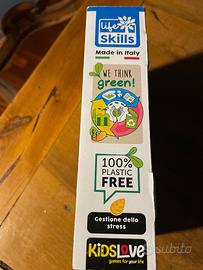 life
Skills
Made in Italy
WE THINK
green!
100%
PLASTIC
FREE
Gestione dello
stress
KIDSLOVE
games for your life
subito